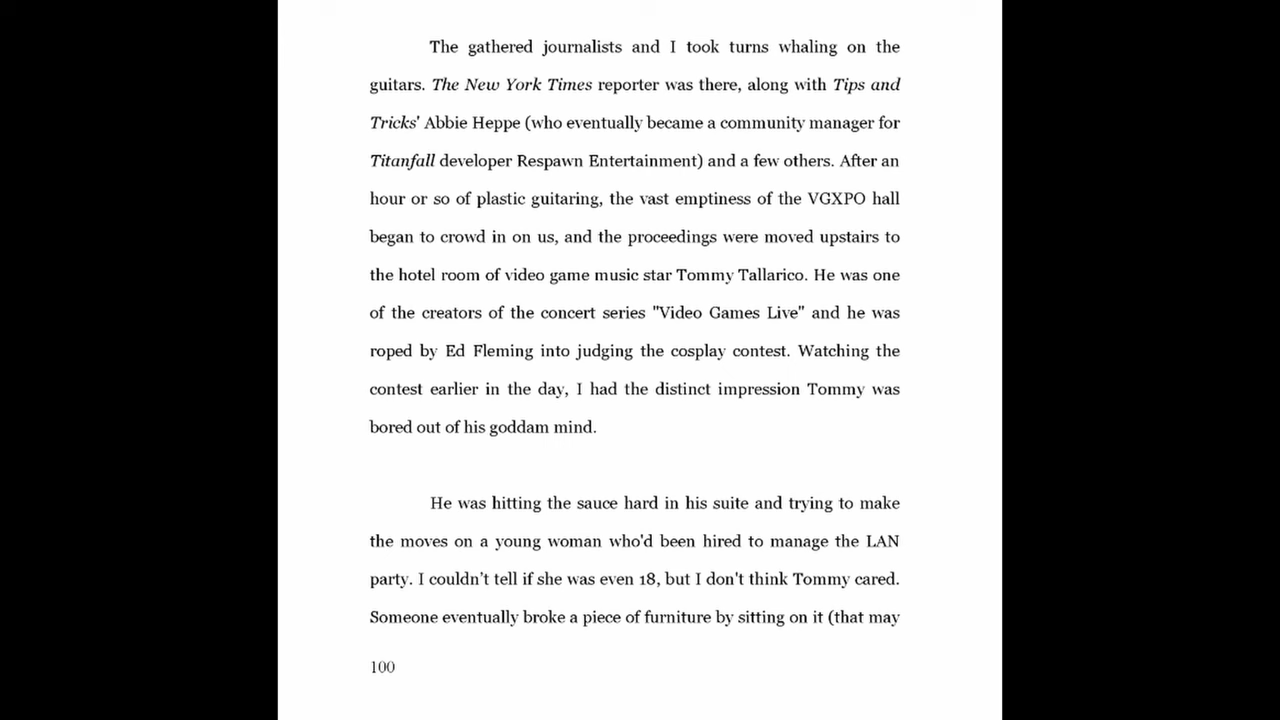 The gathered journalists and I took turns whaling on the
guitars. The New York Times reporter was there, along with Tips and
Tricks' Abbie Heppe (who eventually became a community manager for
Titanfall developer Respawn Entertainment) and a few others. After an
hour or so of plastic guitaring, the vast emptiness of the VGXPO hall
began to crowd in on us, and the proceedings were moved upstairs to
the hotel room of video game music star Tommy Tallarico. He was one
of the creators of the concert series "Video Games Live" and he was
roped by Ed Fleming into judging the cosplay contest. Watching the
contest earlier in the day, I had the distinct impression Tommy was
bored out of his goddam mind.
He was hitting the sauce hard in his suite and trying to make
the moves on a young woman who'd been hired to manage the LAN
party. I couldn’t tell if she was even 18, but I don't think Tommy cared.
Someone eventually broke a piece of furniture by sitting on it (that may
100